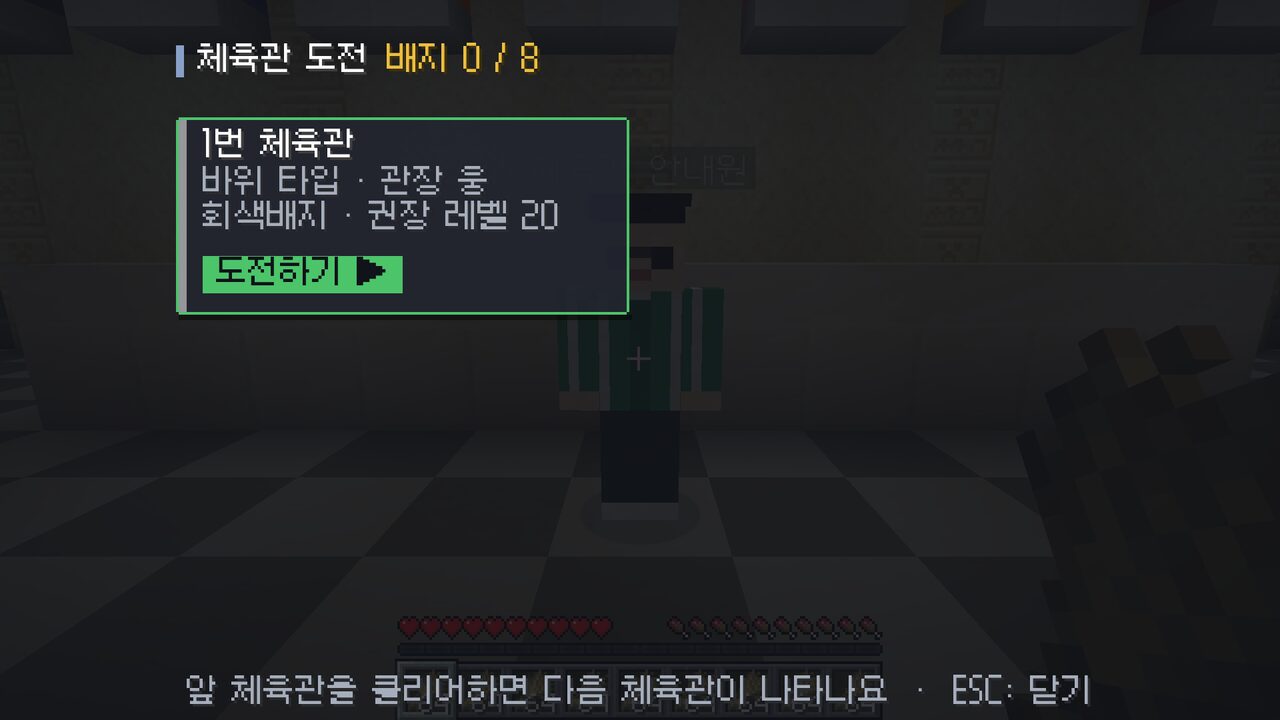 체육관 도전 배지 0 / 8
1번 체육관
안내원
바위 타입 · 관장 웅
회색배지 · 권장 레벨 20
도전하기 ▶
앞 체육관을 클리어하면 다음 체육관이 나타나요 · ESC: 닫기